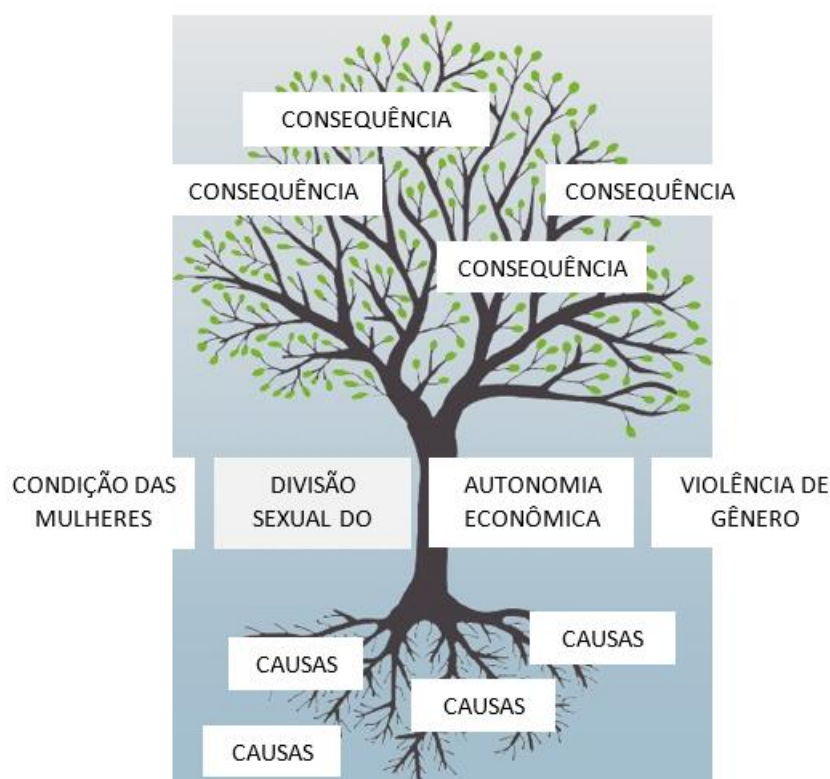 CONSEQUÊNCIA
CONSEQUÊNCIA
CONSEQUÊNCIA
CONSEQUÊNCIA
CONDIÇÃO DAS
MULHERES
DIVISÃO
SEXUAL DO
AUTONOMIA
ECONÔMICA
VIOLÊNCIA DE
GÊNERO
CAUSAS
CAUSAS
CAUSAS
CAUSAS